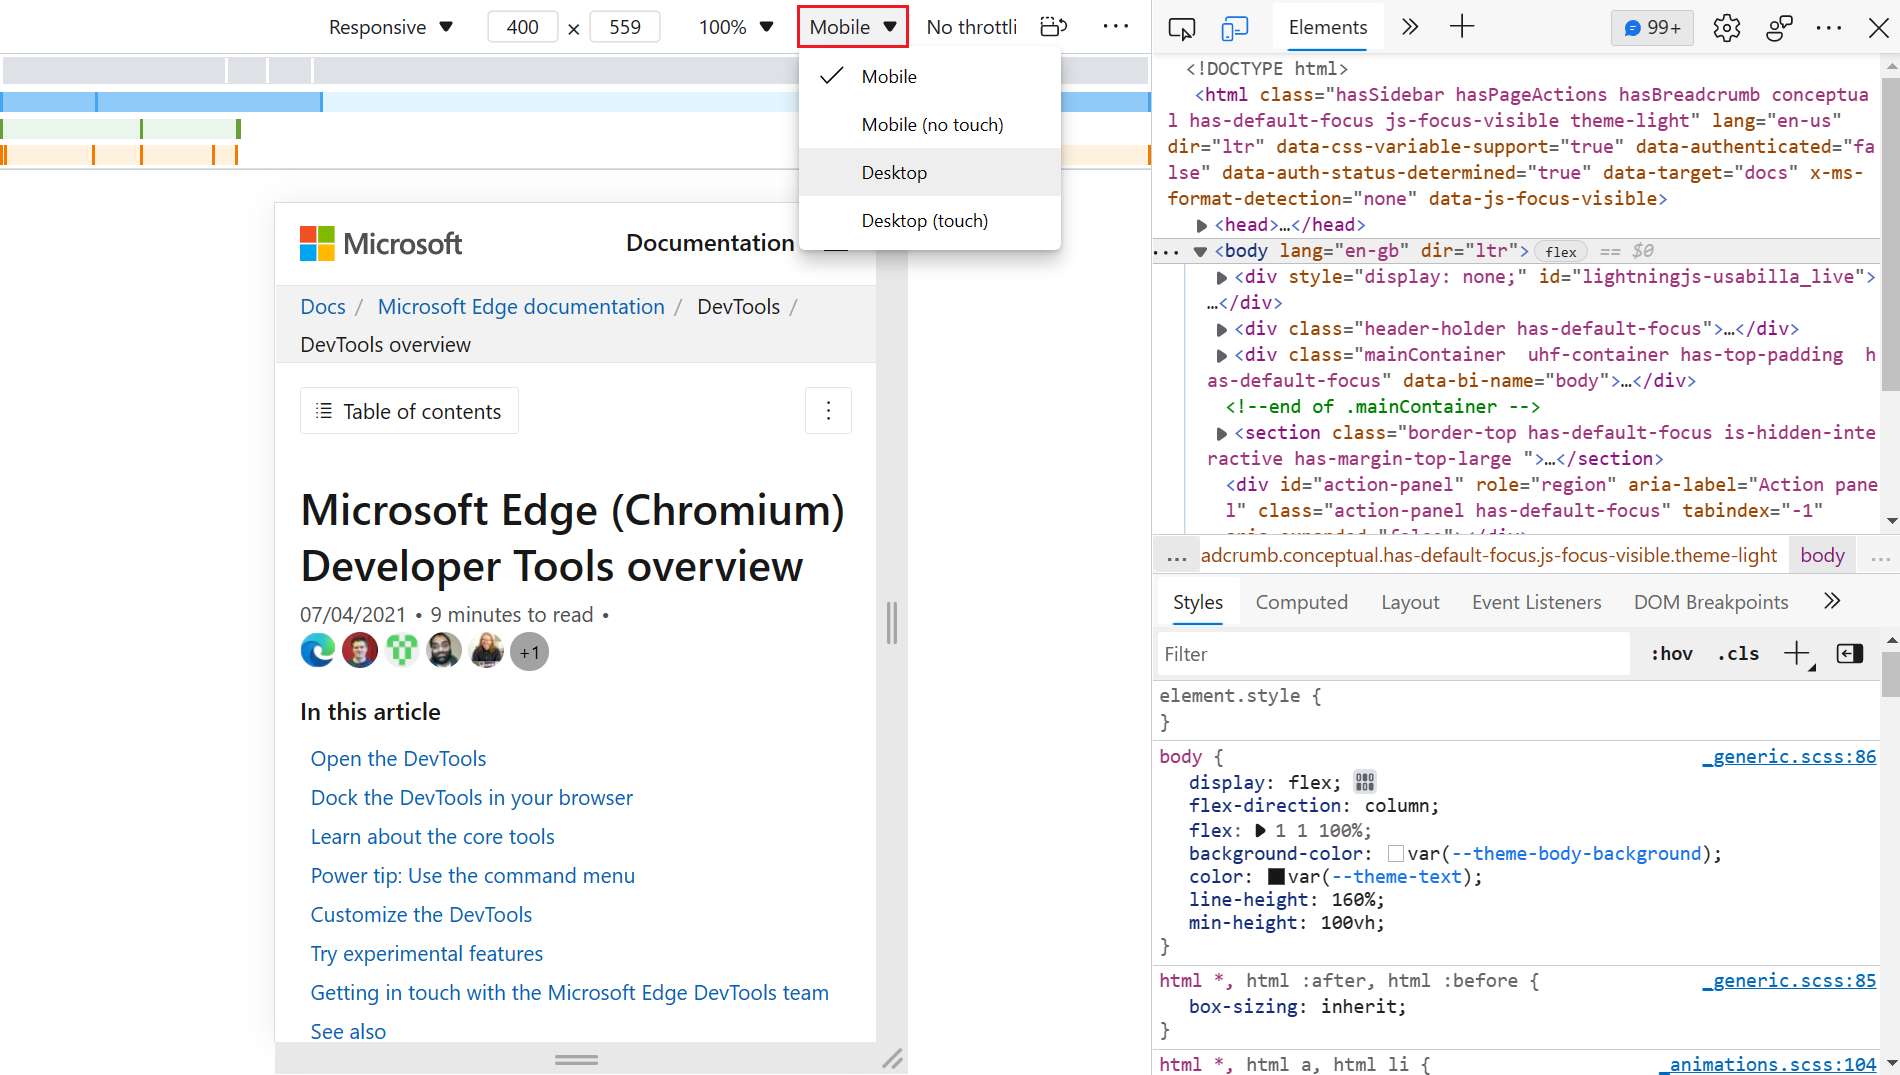 Responsive 400 × 559 100% Mobile No throttli
Mobile
Mobile (no touch)
Desktop
Desktop (touch)
Microsoft
Documentation
Docs / Microsoft Edge documentation / DevTools /
DevTools overview
Table of contents
Microsoft Edge (Chromium)
Developer Tools overview
07/04/2021 • 9 minutes to read •
+1
In this article
Open the DevTools
Dock the DevTools in your browser
Learn about the core tools
Power tip: Use the command menu
Customize the DevTools
Try experimental features
Getting in touch with the Microsoft Edge DevTools team
See also
Elements 99+
<!DOCTYPE html>
<html class="hasSidebar hasPageActions hasBreadcrumb conceptua
l has-default-focus js-focus-visible theme-light" lang="en-us"
dir="ltr" data-css-variable-support="true" data-authenticated="fa
lse" data-auth-status-determined="true" data-target="docs" x-ms-
format-detection="none" data-js-focus-visible>
<head>…</head>
<body lang="en-gb" dir="ltr"> flex == $0
<div style="display: none;" id="lightningjs-usabilla_live">
…</div>
<div class="header-holder has-default-focus">…</div>
<div class="mainContainer  uhf-container has-top-padding  h
as-default-focus" data-bi-name="body">…</div>
<!--end of .mainContainer -->
<section class="border-top has-default-focus is-hidden-inte
ractive has-margin-top-large ">…</section>
<div id="action-panel" role="region" aria-label="Action pane
l" class="action-panel has-default-focus" tabindex="-1"
aria-expanded="false"></div>
... adcrumb.conceptual.has-default-focus.js-focus-visible.theme-light body ...
Styles Computed Layout Event Listeners DOM Breakpoints
Filter :hov .cls
element.style {
}
body { _generic.scss:86
display: flex;
flex-direction: column;
flex: 1 1 100%;
background-color: var(--theme-body-background);
color: var(--theme-text);
line-height: 160%;
min-height: 100vh;
}
html *, html :after, html :before { _generic.scss:85
box-sizing: inherit;
}
html *, html a, html li { _animations.scss:104